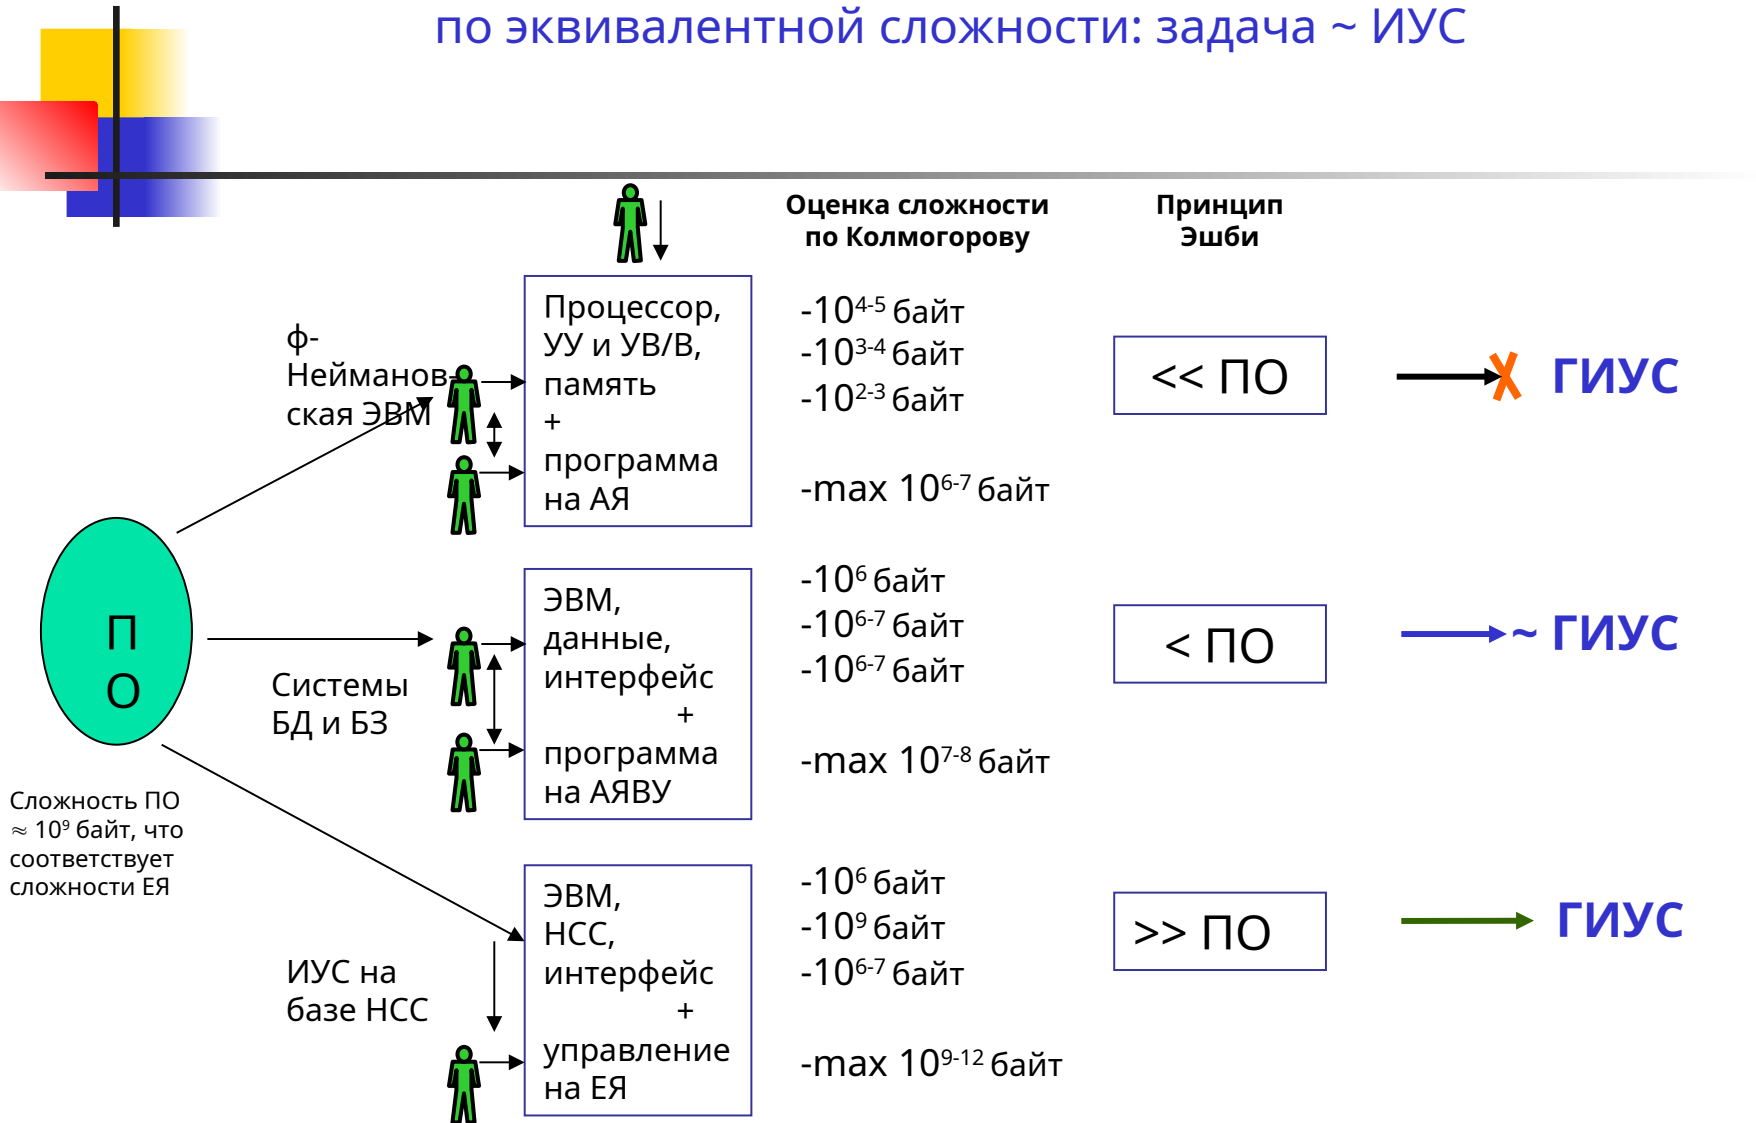 по эквивалентной сложности: задача ~ ИУС
Оценка сложности
по Колмогорову
Принцип
Эшби
ф-
Нейманов-
ская ЭВМ
Процессор,
УУ и УВ/В,
память
+
программа
на АЯ
-10⁴⁻⁵ байт
-10³⁻⁴ байт
-10²⁻³ байт
-max 10⁶⁻⁷ байт
<< ПО
ГИУС
П
О
Сложность ПО
≈ 10⁹ байт, что
соответствует
сложности ЕЯ
Системы
БД и БЗ
ЭВМ,
данные,
интерфейс
+
программа
на АЯВУ
-10⁶ байт
-10⁶⁻⁷ байт
-10⁶⁻⁷ байт
-max 10⁷⁻⁸ байт
< ПО
~ ГИУС
ИУС на
базе НСС
ЭВМ,
НСС,
интерфейс
+
управление
на ЕЯ
-10⁶ байт
-10⁹ байт
-10⁶⁻⁷ байт
-max 10⁹⁻¹² байт
>> ПО
ГИУС